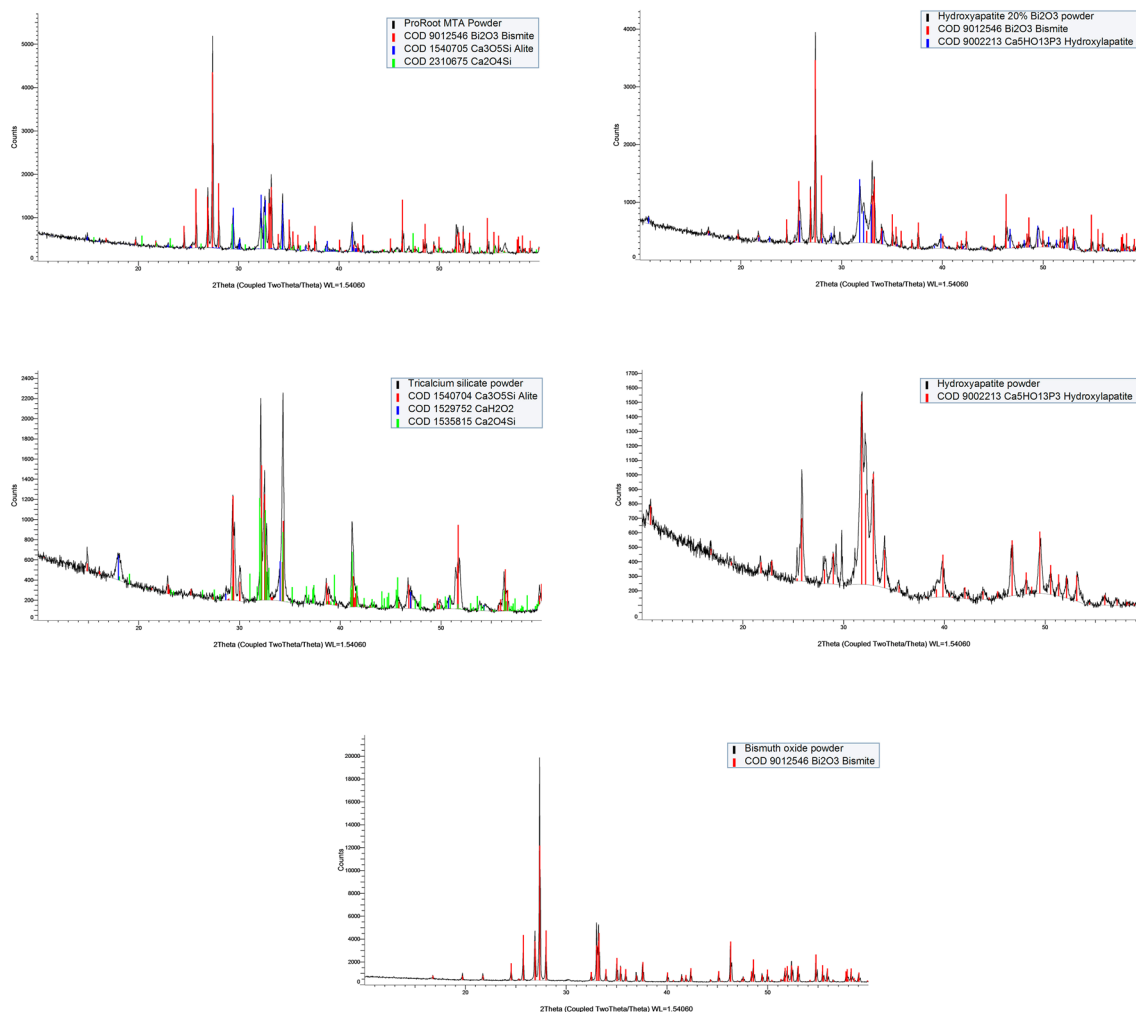 ProRoot MTA Powder
COD 9012546 Bi2O3 Bismite
COD 1540705 Ca3O5Si Alite
COD 2310675 Ca2O4Si
5000
4000
3000
2000
1000
0
Counts
20
30
40
50
2Theta (Coupled TwoTheta/Theta) WL=1.54060
Hydroxyapatite 20% Bi2O3 powder
COD 9012546 Bi2O3 Bismite
COD 9002213 Ca5HO13P3 Hydroxylapatite
4000
3000
2000
1000
0
Counts
20
30
40
50
2Theta (Coupled TwoTheta/Theta) WL=1.54060
Tricalcium silicate powder
COD 1540704 Ca3O5Si Alite
COD 1529752 CaH2O2
COD 1535815 Ca2O4Si
2400
2200
2000
1800
1600
1400
1200
1000
800
600
400
200
0
Counts
20
30
40
50
2Theta (Coupled TwoTheta/Theta) WL=1.54060
Hydroxyapatite powder
COD 9002213 Ca5HO13P3 Hydroxylapatite
1700
1600
1500
1400
1300
1200
1100
1000
900
800
700
600
500
400
300
200
100
0
Counts
20
30
40
50
2Theta (Coupled TwoTheta/Theta) WL=1.54060
Bismuth oxide powder
COD 9012546 Bi2O3 Bismite
20000
18000
16000
14000
12000
10000
8000
6000
4000
2000
0
Counts
20
30
40
50
2Theta (Coupled TwoTheta/Theta) WL=1.54060